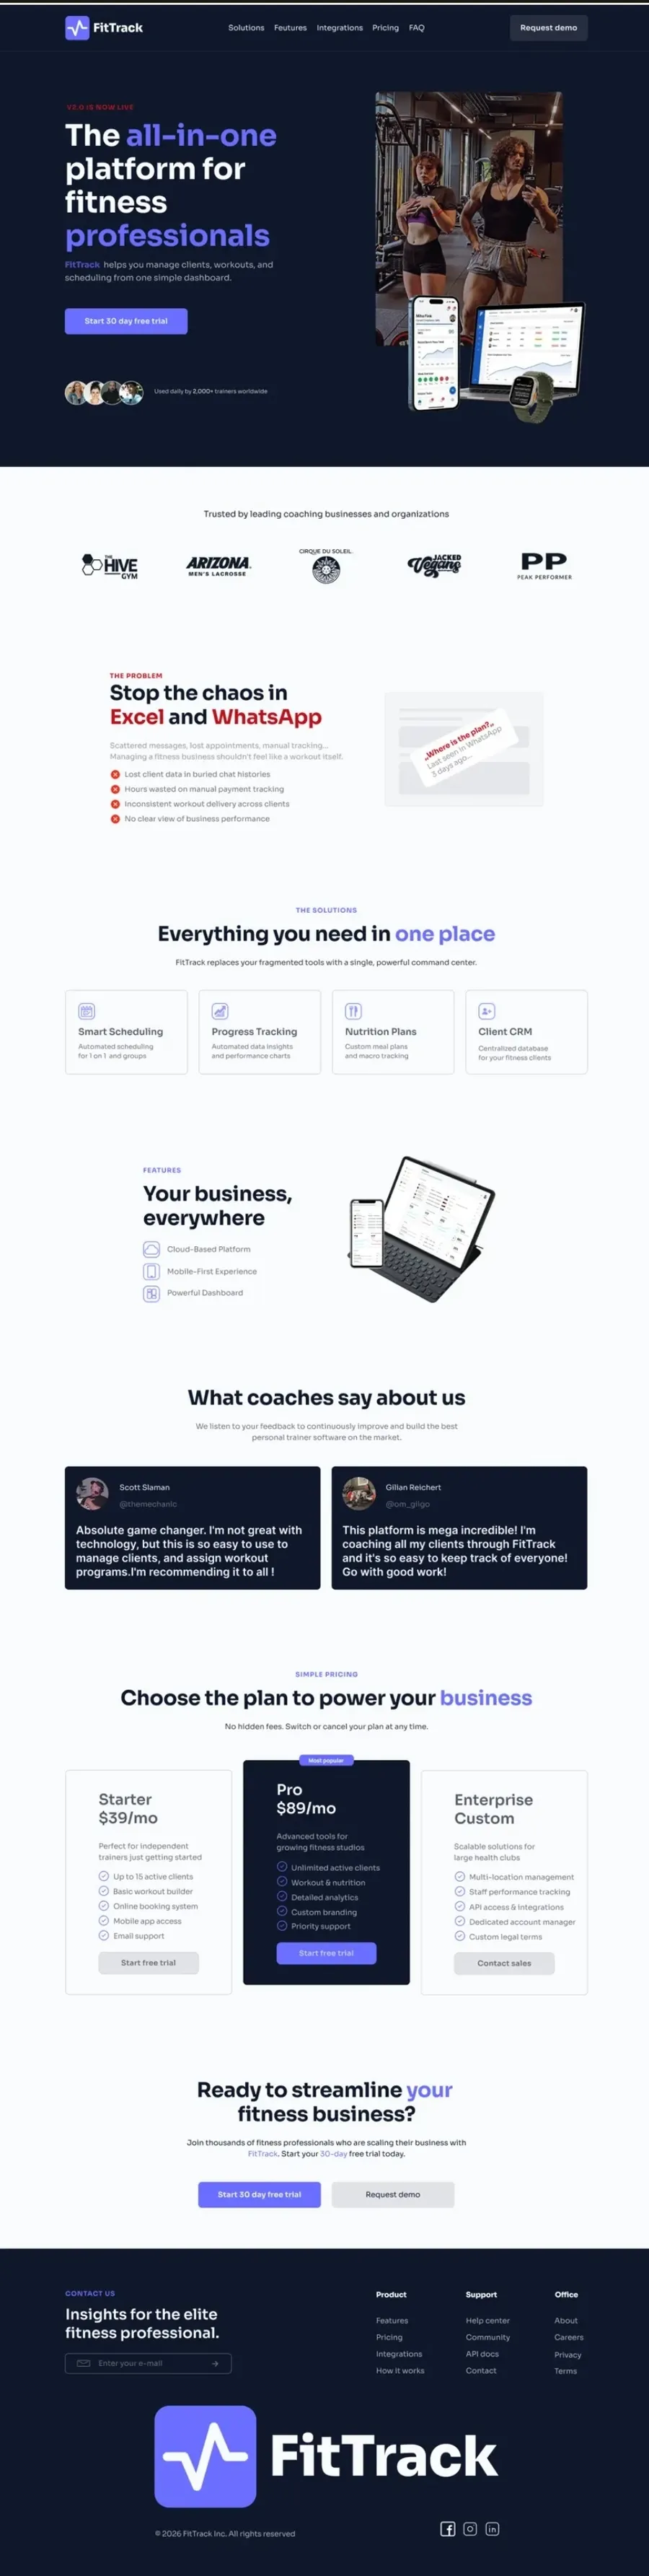 FitTrack
Solutions Feutures Integrations Pricing FAQ
Request demo
V2.0 IS NOW LIVE
The all-in-one
platform for
fitness
professionals
FitTrack helps you manage clients, workouts, and
scheduling from one simple dashboard.
Start 30 day free trial
Used daily by 2,000+ trainers worldwide
Trusted by leading coaching businesses and organizations
THE
HIVE
GYM
ARIZONA
MEN'S LACROSSE
CIRQUE DU SOLEIL.
JACKED
Vegans
PP
PEAK PERFORMER
THE PROBLEM
Stop the chaos in
Excel and WhatsApp
Scattered messages, lost appointments, manual tracking...
Managing a fitness business shouldn't feel like a workout itself.
Lost client data in buried chat histories
Hours wasted on manual payment tracking
Inconsistent workout delivery across clients
No clear view of business performance
„Where is the plan?„
Last seen in WhatsApp
3 days ago...
THE SOLUTIONS
Everything you need in one place
FitTrack replaces your fragmented tools with a single, powerful command center.
Smart Scheduling
Automated scheduling
for 1 on 1 and groups
Progress Tracking
Automated data insights
and performance charts
Nutrition Plans
Custom meal plans
and macro tracking
Client CRM
Centralized database
for your fitness clients
FEATURES
Your business,
everywhere
Cloud-Based Platform
Mobile-First Experience
Powerful Dashboard
What coaches say about us
We listen to your feedback to continuously improve and build the best
personal trainer software on the market.
Scott Slaman
@themechanic
Absolute game changer. I'm not great with
technology, but this is so easy to use to
manage clients, and assign workout
programs.I'm recommending it to all !
Gillan Reichert
@om_gligo
This platform is mega incredible! I'm
coaching all my clients through FitTrack
and it's so easy to keep track of everyone!
Go with good work!
SIMPLE PRICING
Choose the plan to power your business
No hidden fees. Switch or cancel your plan at any time.
Starter
$39/mo
Perfect for independent
trainers just getting started
Up to 15 active clients
Basic workout builder
Online booking system
Mobile app access
Email support
Start free trial
Most popular
Pro
$89/mo
Advanced tools for
growing fitness studios
Unlimited active clients
Workout & nutrition
Detailed analytics
Custom branding
Priority support
Start free trial
Enterprise
Custom
Scalable solutions for
large health clubs
Multi-location management
Staff performance tracking
API access & integrations
Dedicated account manager
Custom legal terms
Contact sales
Ready to streamline your
fitness business?
Join thousands of fitness professionals who are scaling their business with
FitTrack. Start your 30-day free trial today.
Start 30 day free trial
Request demo
CONTACT US
Insights for the elite
fitness professional.
Enter your e-mail
Product
Features
Pricing
Integrations
How it works
Support
Help center
Community
API docs
Contact
Office
About
Careers
Privacy
Terms
FitTrack
© 2026 FitTrack Inc. All rights reserved